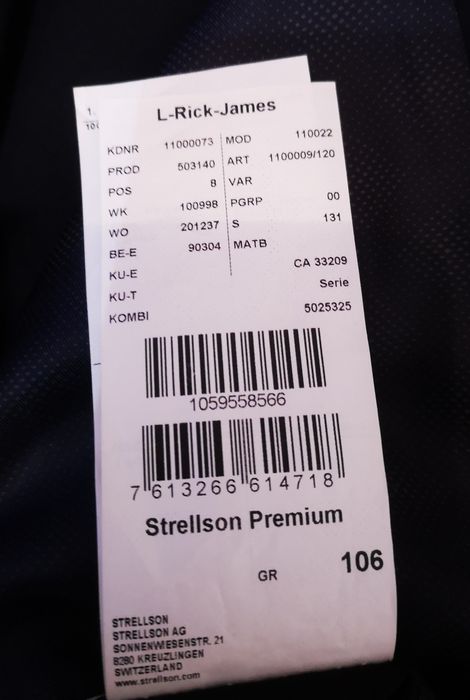 L-Rick-James
KDNR 11000073 MOD 110022
PROD 503140 ART 1100009/120
POS 8 VAR
WK 100998 PGRP 00
WO 201237 S 131
BE-E 90304 MATB
KU-E CA 33209
KU-T Serie
KOMBI 5025325
1059558566
7 613266 614718
Strellson Premium
GR 106
STRELLSON
STRELLSON AG
SONNENWIESENSTR. 21
8280 KREUZLINGEN
SWITZERLAND
www.strellson.com